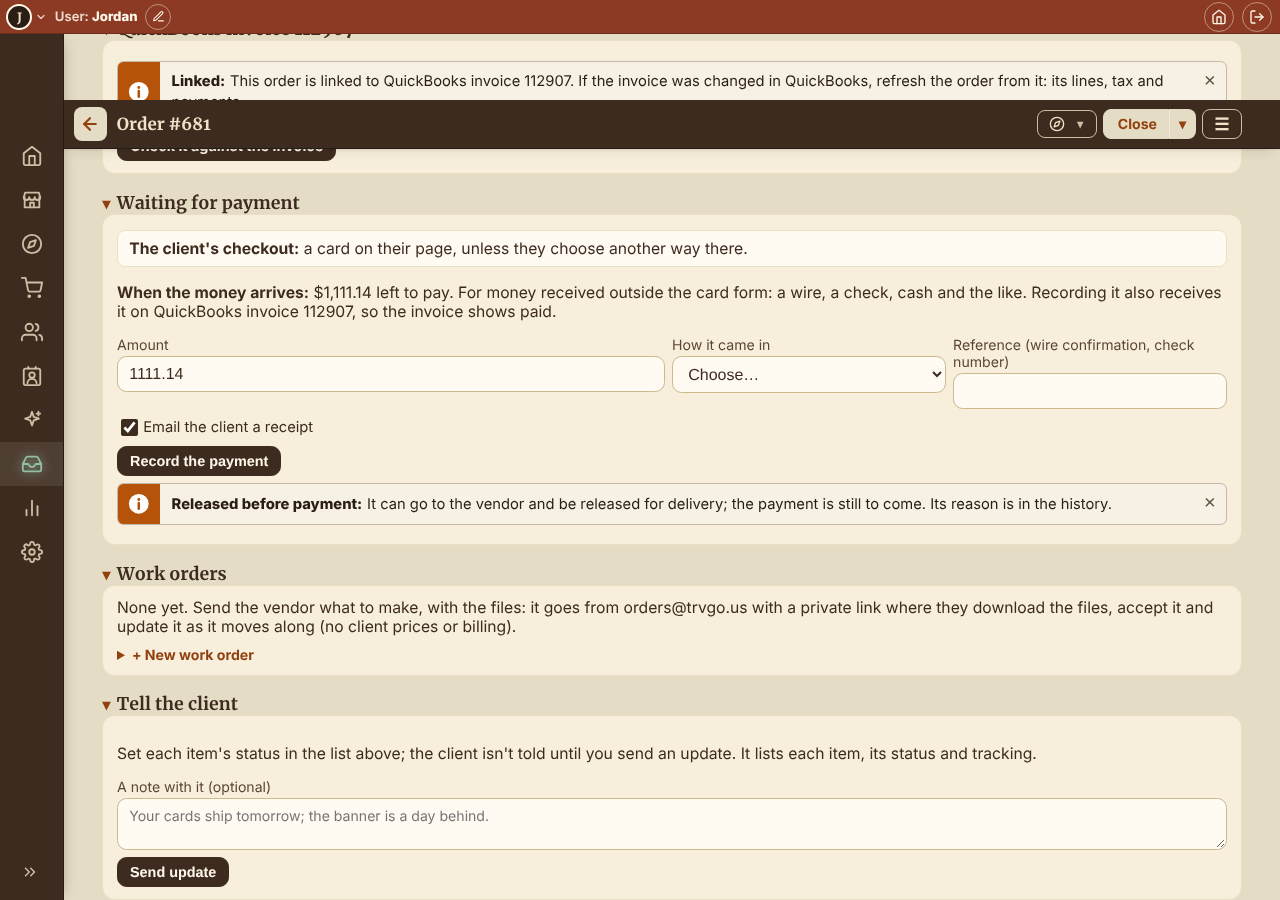 J
User: Jordan
Linked: This order is linked to QuickBooks invoice 112907. If the invoice was changed in QuickBooks, refresh the order from it: its lines, tax and
Order #681
Close
Waiting for payment
The client's checkout: a card on their page, unless they choose another way there.
When the money arrives: $1,111.14 left to pay. For money received outside the card form: a wire, a check, cash and the like. Recording it also receives
it on QuickBooks invoice 112907, so the invoice shows paid.
Amount
How it came in
Reference (wire confirmation, check
number)
1111.14
Choose…
Email the client a receipt
Record the payment
Released before payment: It can go to the vendor and be released for delivery; the payment is still to come. Its reason is in the history.
Work orders
None yet. Send the vendor what to make, with the files: it goes from orders@trvgo.us with a private link where they download the files, accept it and
update it as it moves along (no client prices or billing).
+ New work order
Tell the client
Set each item's status in the list above; the client isn't told until you send an update. It lists each item, its status and tracking.
A note with it (optional)
Your cards ship tomorrow; the banner is a day behind.
Send update